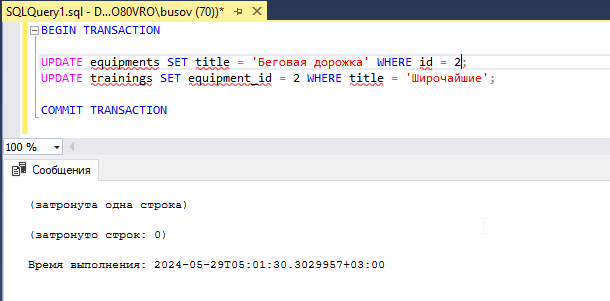 SQLQuery1.sql - D...O80VRO\busov (70))*
BEGIN TRANSACTION
UPDATE equipments SET title = 'Беговая дорожка' WHERE id = 2;
UPDATE trainings SET equipment_id = 2 WHERE title = 'Широчайшие';
COMMIT TRANSACTION
100 %
Сообщения
(затронута одна строка)
(затронуто строк: 0)
Время выполнения: 2024-05-29T05:01:30.3029957+03:00